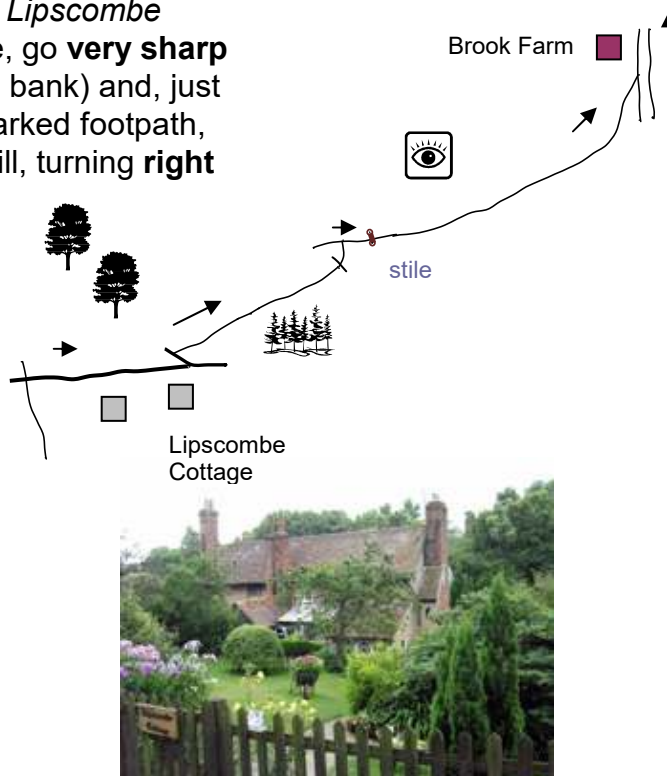 Lipscombe
e, go very sharp
bank) and, just
arked footpath,
ill, turning right
Brook Farm
stile
Lipscombe
Cottage